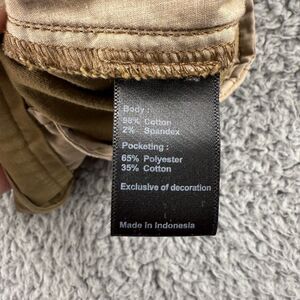 Body :
98% Cotton
2% Spandex
Pocketing :
65% Polyester
35% Cotton
Exclusive of decoration
Made in Indonesia